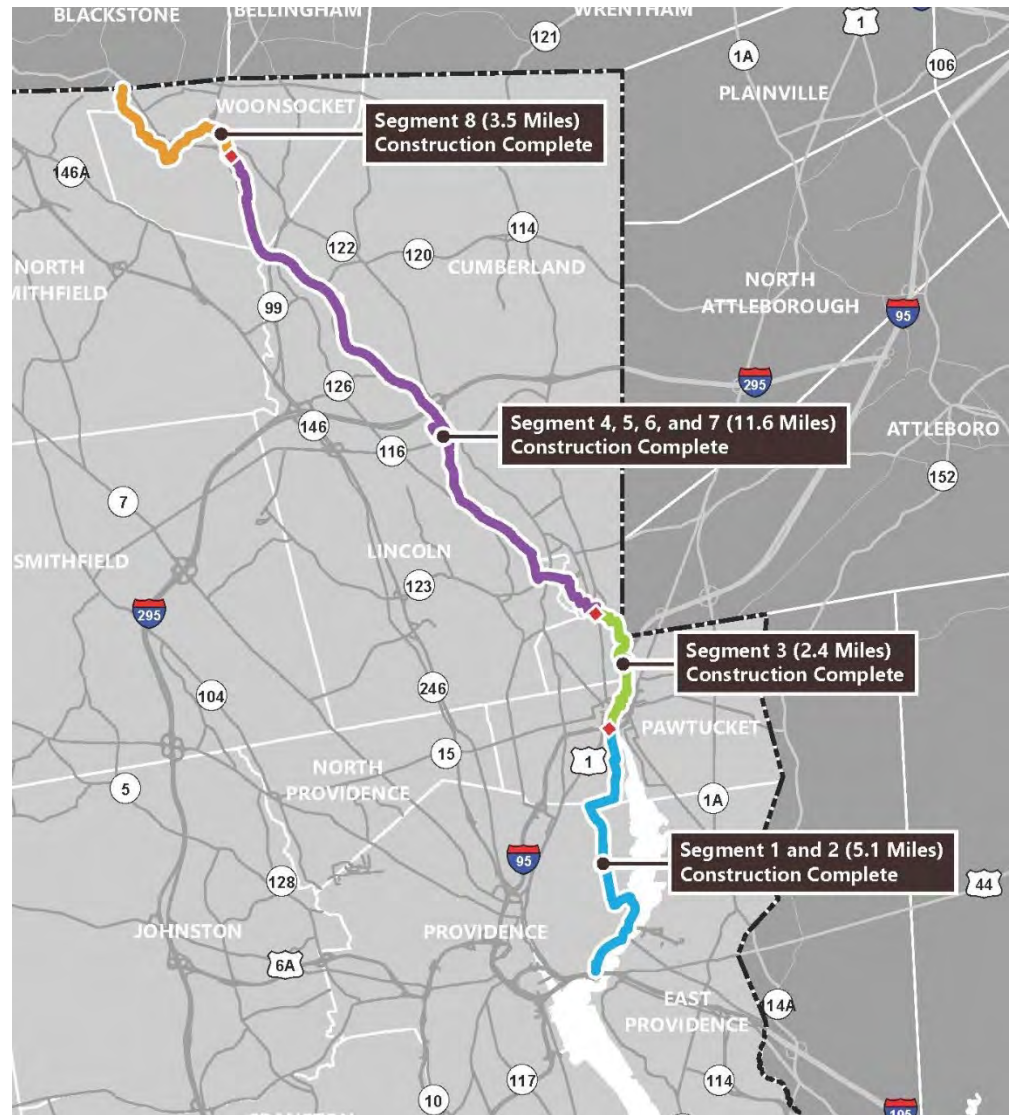 BLACKSTONE
BELLINGHAM
WRENTHAM
1
121
1A
106
PLAINVILLE
WOONSOCKET
Segment 8 (3.5 Miles)
Construction Complete
146A
122
120
114
CUMBERLAND
NORTH
SMITHFIELD
NORTH
ATTLEBOROUGH
99
95
295
126
146
116
Segment 4, 5, 6, and 7 (11.6 Miles)
Construction Complete
ATTLEBORO
152
7
SMITHFIELD
LINCOLN
123
295
Segment 3 (2.4 Miles)
Construction Complete
104
246
PAWTUCKET
15
1
NORTH
PROVIDENCE
5
1A
Segment 1 and 2 (5.1 Miles)
Construction Complete
95
128
44
JOHNSTON
PROVIDENCE
6A
EAST
PROVIDENCE
14A
117
114
10
CRANSTON
195